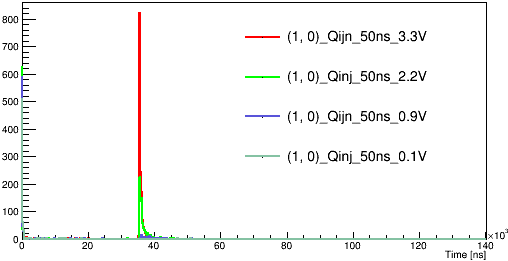 800
700
600
500
400
300
200
100
0
(1, 0)_Qijn_50ns_3.3V
(1, 0)_Qinj_50ns_2.2V
(1, 0)_Qijn_50ns_0.9V
(1, 0)_Qinj_50ns_0.1V
0 20 40 60 80 100 120 140
×10³
Time [ns]